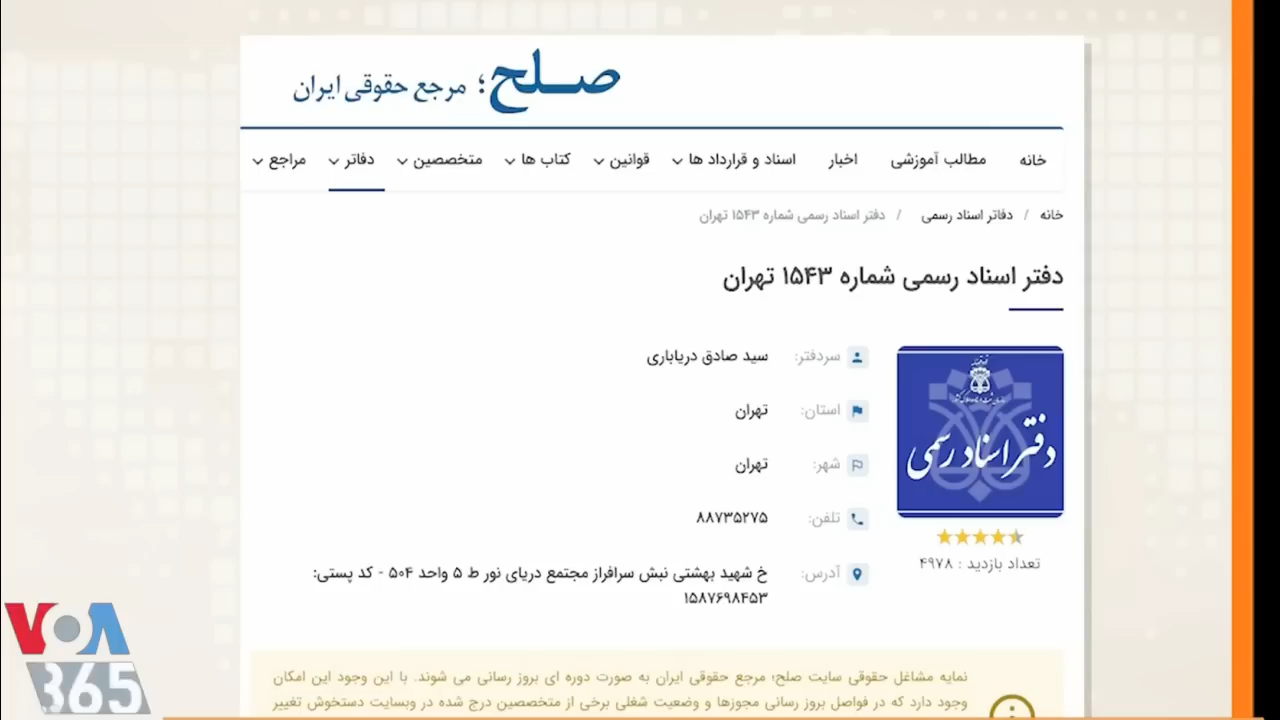 صلح؛ مرجع حقوقی ایران
خانه مطالب آموزشی اخبار اسناد و قرارداد ها قوانین کتاب ها متخصصین دفاتر مراجع
خانه / دفاتر اسناد رسمی / دفتر اسناد رسمی شماره ۱۵۴۳ تهران
دفتر اسناد رسمی شماره ۱۵۴۳ تهران
سردفتر: سید صادق دریاباری
استان: تهران
شهر: تهران
تلفن: ۸۸۷۳۵۲۷۵
آدرس: خ شهید بهشتی نبش سرافراز مجتمع دریای نور ط ۵ واحد ۵۰۴ - کد پستی:
۱۵۸۷۶۹۸۴۵۳
دفتر اسناد رسمی
تعداد بازدید : ۴۹۷۸
نمایه مشاغل حقوقی سایت صلح؛ مرجع حقوقی ایران به صورت دوره ای بروز رسانی می شوند. با این وجود این امکان
وجود دارد که در فواصل بروز رسانی مجوزها و وضعیت شغلی برخی از متخصصین درج شده در وبسایت دستخوش تغییر
VOA
365